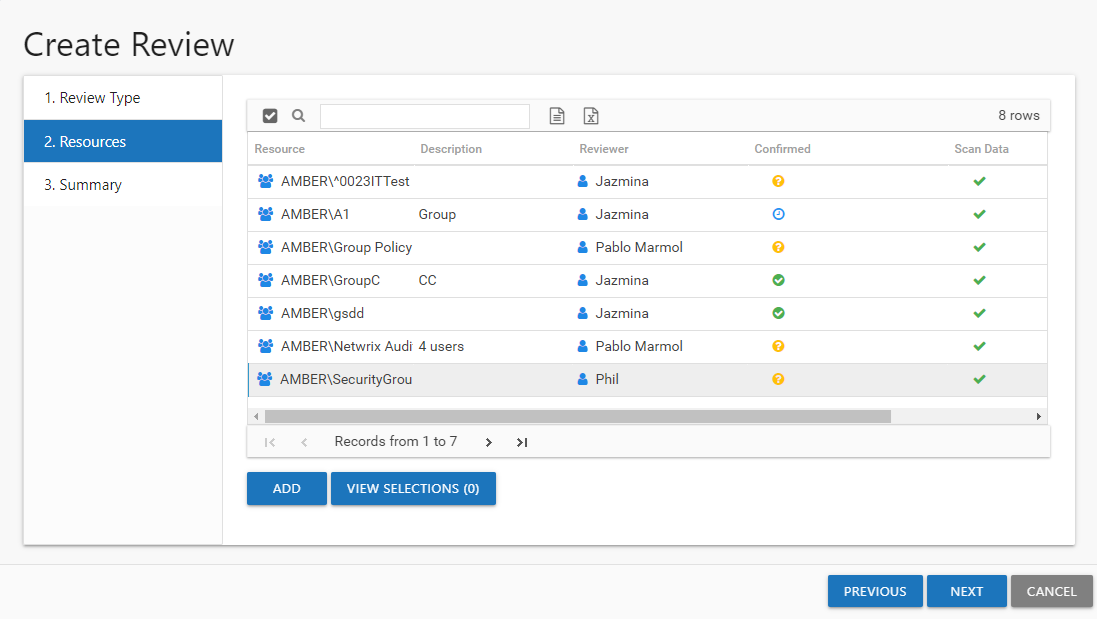 Create Review
1. Review Type
2. Resources
3. Summary
8 rows
Resource Description Reviewer Confirmed Scan Data
AMBER\^0023ITTest Jazmina
AMBER\A1 Group Jazmina
AMBER\Group Policy Pablo Marmol
AMBER\GroupC CC Jazmina
AMBER\gsdd Jazmina
AMBER\Netwrix Audi 4 users Pablo Marmol
AMBER\SecurityGrou Phil
Records from 1 to 7
ADD VIEW SELECTIONS (0)
PREVIOUS NEXT CANCEL